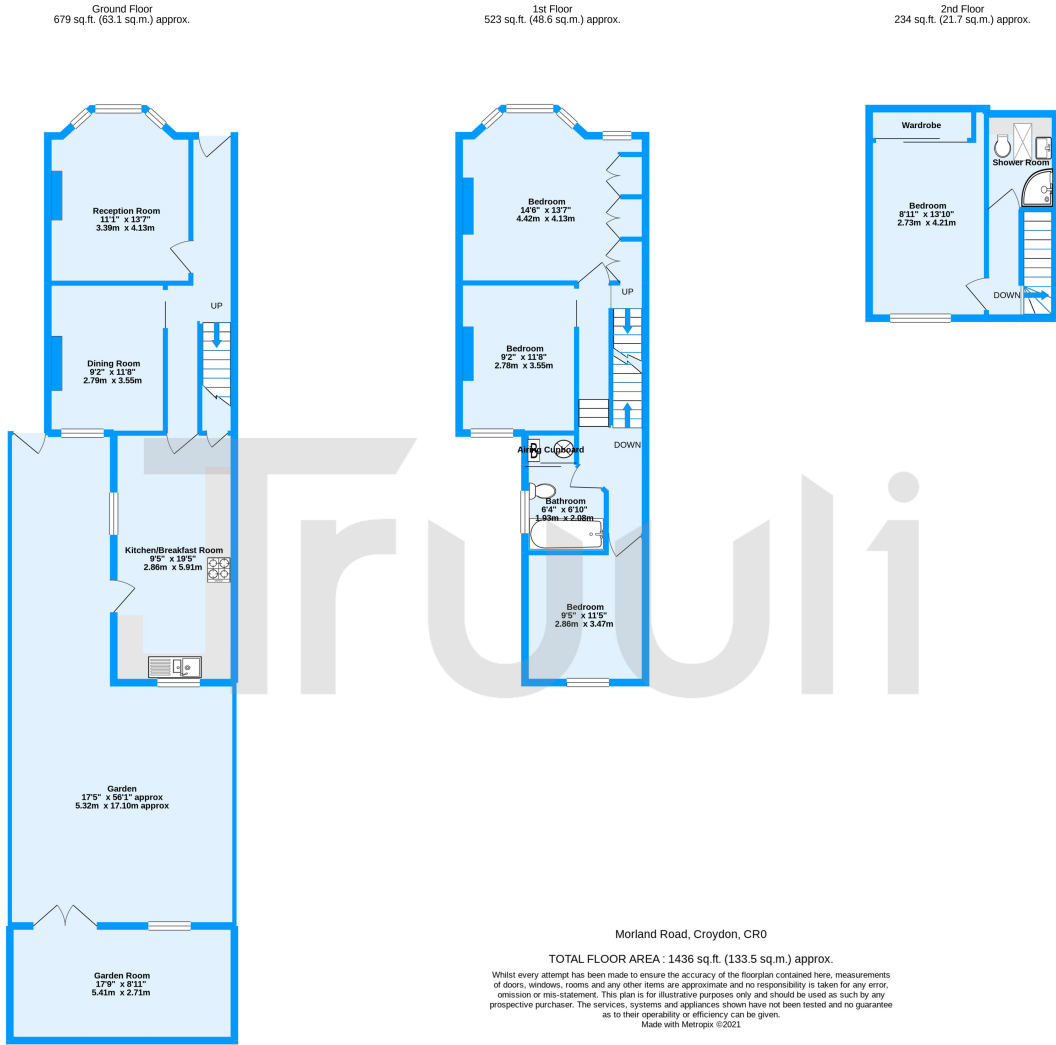 Ground Floor
679 sq.ft. (63.1 sq.m.) approx.
1st Floor
523 sq.ft. (48.6 sq.m.) approx.
2nd Floor
234 sq.ft. (21.7 sq.m.) approx.
Reception Room
11'1" x 13'7"
3.39m x 4.13m
UP
Dining Room
9'2" x 11'8"
2.79m x 3.55m
Kitchen/Breakfast Room
9'5" x 19'5"
2.86m x 5.91m
Garden
17'5" x 56'1" approx
5.32m x 17.10m approx
Garden Room
17'9" x 8'11"
5.41m x 2.71m
Bedroom
14'6" x 13'7"
4.42m x 4.13m
UP
Bedroom
9'2" x 11'8"
2.78m x 3.55m
DOWN
Airing Cupboard
B
Bathroom
6'4" x 6'10"
1.93m x 2.08m
Bedroom
9'5" x 11'5"
2.86m x 3.47m
Wardrobe
Shower Room
Bedroom
8'11" x 13'10"
2.73m x 4.21m
DOWN
Truuli
Morland Road, Croydon, CR0
TOTAL FLOOR AREA : 1436 sq.ft. (133.5 sq.m.) approx.
Whilst every attempt has been made to ensure the accuracy of the floorplan contained here, measurements
of doors, windows, rooms and any other items are approximate and no responsibility is taken for any error,
omission or mis-statement. This plan is for illustrative purposes only and should be used as such by any
prospective purchaser. The services, systems and appliances shown have not been tested and no guarantee
as to their operability or efficiency can be given.
Made with Metropix ©2021